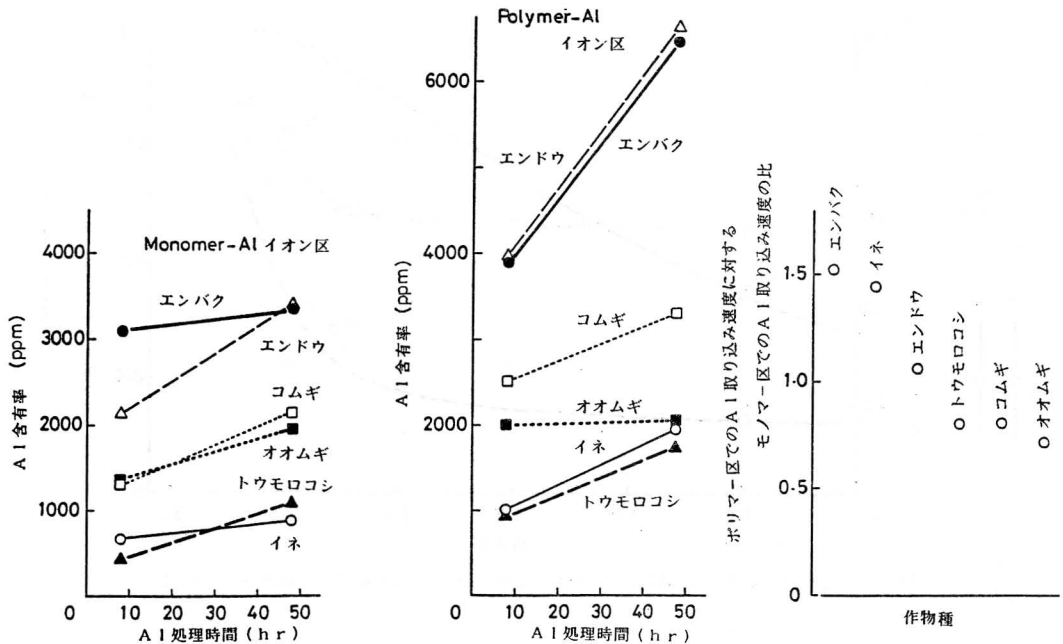 Monomer-Al イオン区
Al 含有率 (ppm)
4000
3000
2000
1000
0
エンバク
エンドウ
コムギ
オオムギ
トウモロコシ
イネ
10 20 30 40 50
Al 処理時間 (hr)
Polymer-Al
イオン区
Al 含有率 (ppm)
6000
4000
2000
0
エンドウ
エンバク
コムギ
オオムギ
イネ
トウモロコシ
10 20 30 40 50
Al 処理時間 (hr)
ポリマー区でのAl取り込み速度に対する
モノマー区でのAl取り込み速度の比
1.5
1.0
0.5
0
エンバク
イネ
エンドウ
トウモロコシ
コムギ
オオムギ
作物種